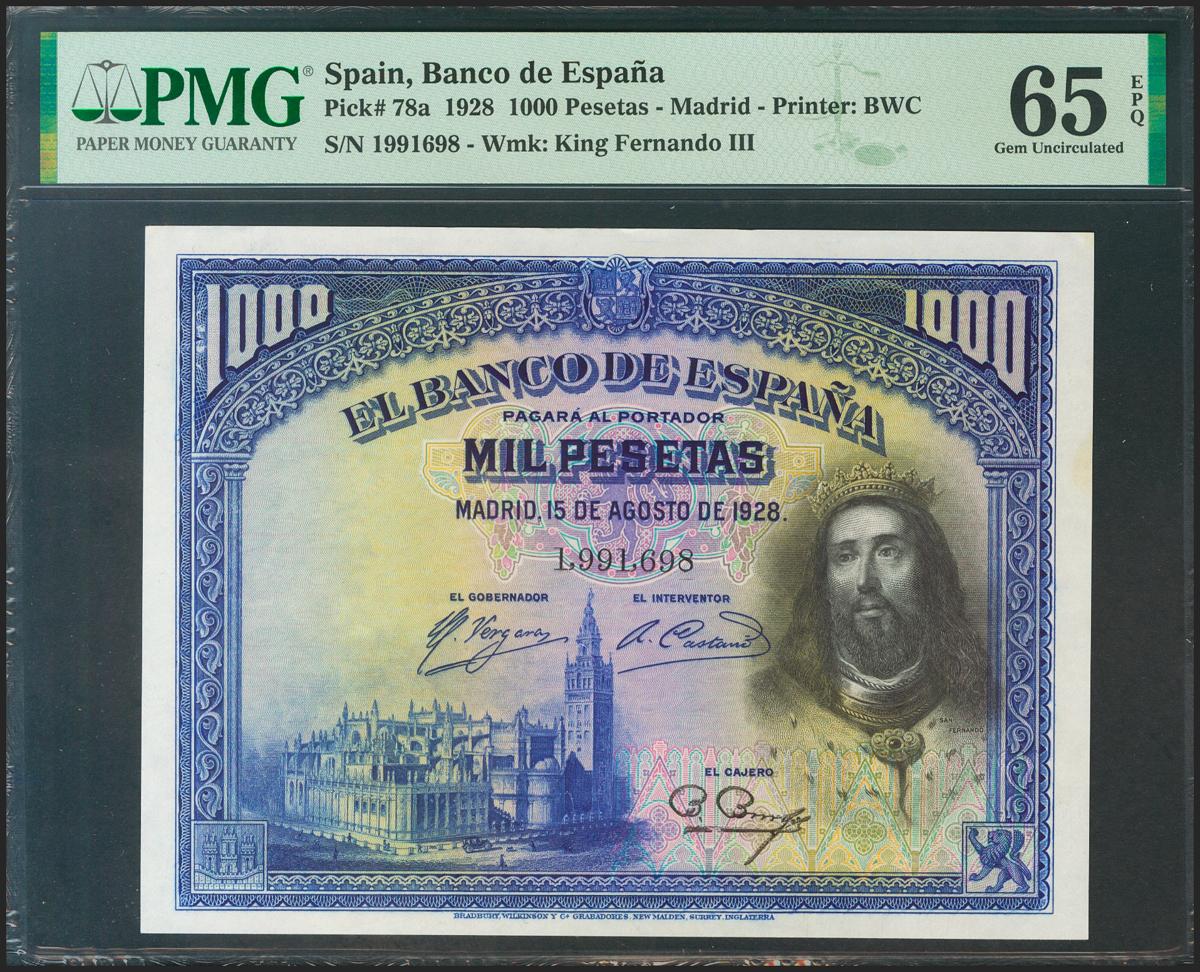 PMG®
PAPER MONEY GUARANTY
Spain, Banco de España
Pick# 78a 1928 1000 Pesetas - Madrid - Printer: BWC
S/N 1991698 - Wmk: King Fernando III
65 EPQ
Gem Uncirculated
1000 1000
EL BANCO DE ESPAÑA
PAGARÁ AL PORTADOR
MIL PESETAS
MADRID, 15 DE AGOSTO DE 1928.
1,991,698
EL GOBERNADOR EL INTERVENTOR
Vergara A. Castaño
SAN
FERNANDO
EL CAJERO
BRADBURY, WILKINSON Y Cª GRABADORES. NEW MALDEN, SURREY, INGLATERRA